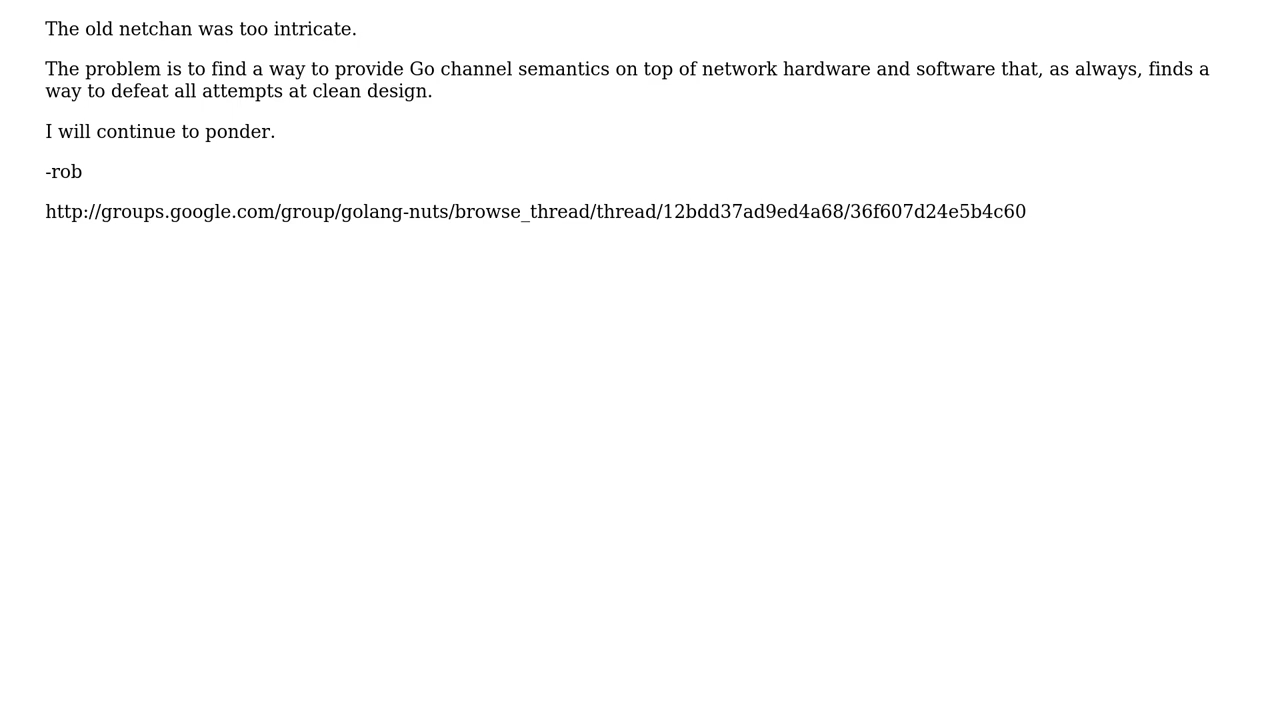 The old netchan was too intricate.
The problem is to find a way to provide Go channel semantics on top of network hardware and software that, as always, finds a
way to defeat all attempts at clean design.
I will continue to ponder.
-rob
http://groups.google.com/group/golang-nuts/browse_thread/thread/12bdd37ad9ed4a68/36f607d24e5b4c60